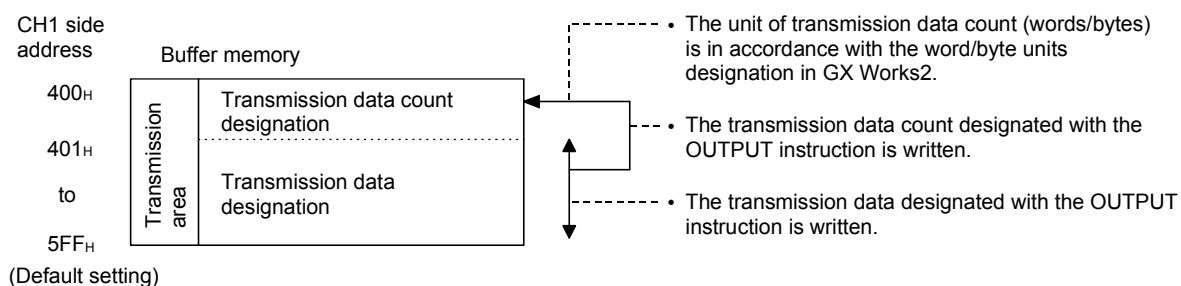 CH1 side
address
Buffer memory
400H
401H
to
5FFH
(Default setting)
Transmission
area
Transmission data count
designation
Transmission data
designation
• The unit of transmission data count (words/bytes)
is in accordance with the word/byte units
designation in GX Works2.
• The transmission data count designated with the
OUTPUT instruction is written.
• The transmission data designated with the OUTPUT
instruction is written.